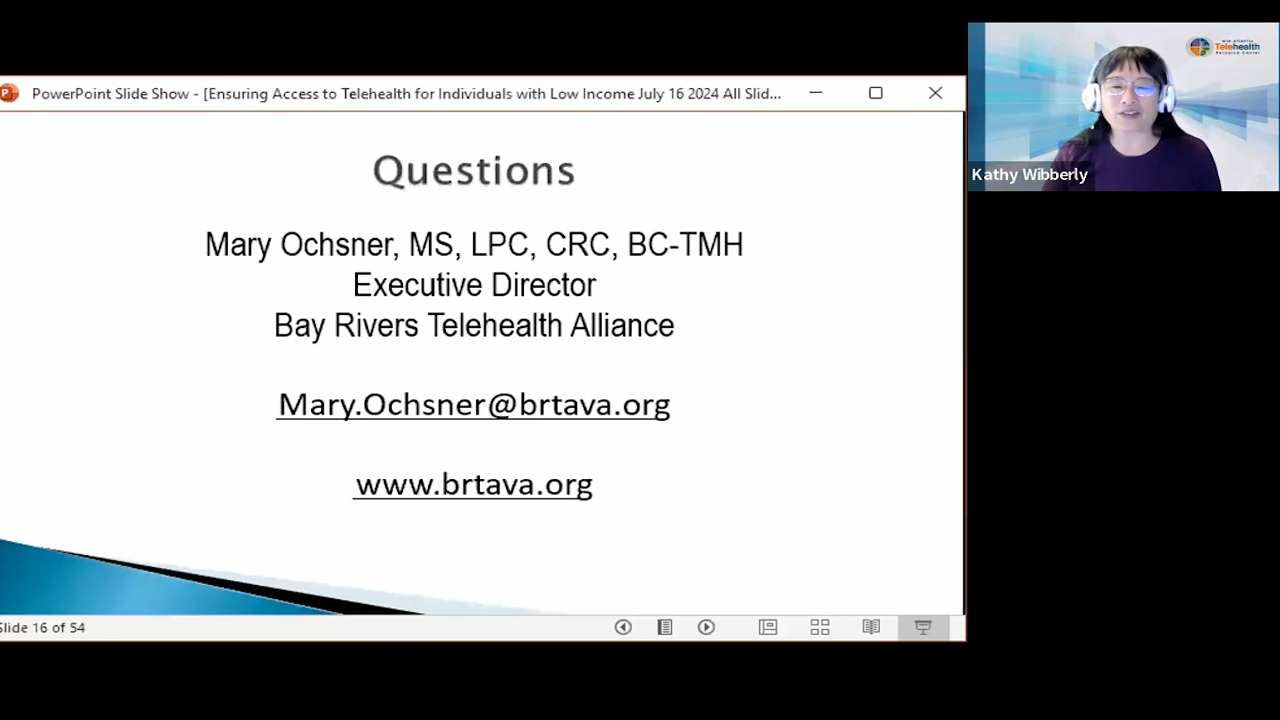 PowerPoint Slide Show - [Ensuring Access to Telehealth for Individuals with Low Income July 16 2024 All Slid...
Questions
Mary Ochsner, MS, LPC, CRC, BC-TMH
Executive Director
Bay Rivers Telehealth Alliance
Mary.Ochsner@brtava.org
www.brtava.org
Slide 16 of 54
Telehealth
Kathy Wibberly